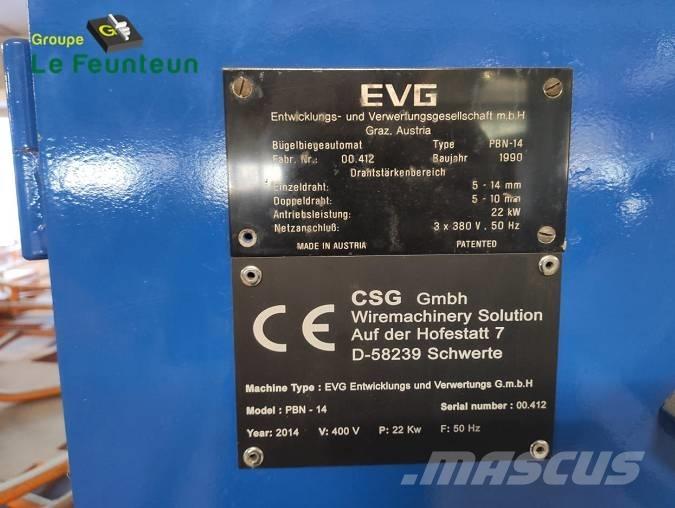 Groupe
G
Le Feunteun
EVG
Entwicklungs- und Verwertungsgesellschaft m.b.H
Graz, Austria
Bügelbiegeautomat Type PBN-14
Fabr. Nr.: 00.412 Baujahr 1990
Drahtstärkenbereich
Einzeldraht: 5 - 14 mm
Doppeldraht: 5 - 10 mm
Antriebsleistung: 22 kW
Netzanschluß: 3 x 380 V. 50 Hz
MADE IN AUSTRIA PATENTED
CE
CSG Gmbh
Wiremachinery Solution
Auf der Hofestatt 7
D-58239 Schwerte
Machine Type : EVG Entwicklungs und Verwertungs G.m.b.H
Model : PBN - 14 Serial number : 00.412
Year: 2014 V: 400 V P: 22 Kw F: 50 Hz
MASCUS